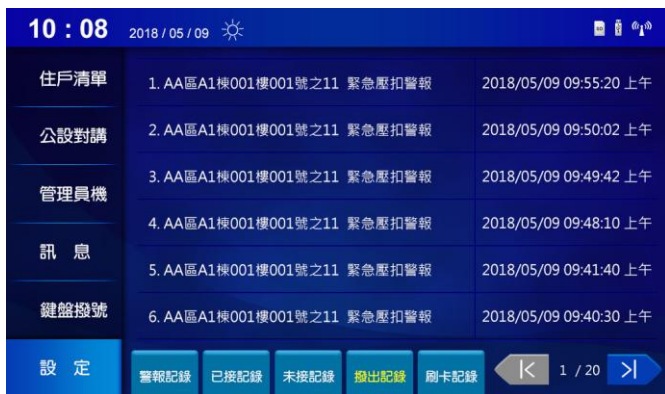 10 : 08 2018 / 05 / 09
住戶清單
公設對講
管理員機
訊 息
鍵盤撥號
設 定
1. AA區A1棟001樓001號之11 緊急壓扣警報 2018/05/09 09:55:20 上午
2. AA區A1棟001樓001號之11 緊急壓扣警報 2018/05/09 09:50:02 上午
3. AA區A1棟001樓001號之11 緊急壓扣警報 2018/05/09 09:49:42 上午
4. AA區A1棟001樓001號之11 緊急壓扣警報 2018/05/09 09:48:10 上午
5. AA區A1棟001樓001號之11 緊急壓扣警報 2018/05/09 09:41:40 上午
6. AA區A1棟001樓001號之11 緊急壓扣警報 2018/05/09 09:40:30 上午
警報記錄 已接記錄 未接記錄 撥出記錄 刷卡記錄 1 / 20